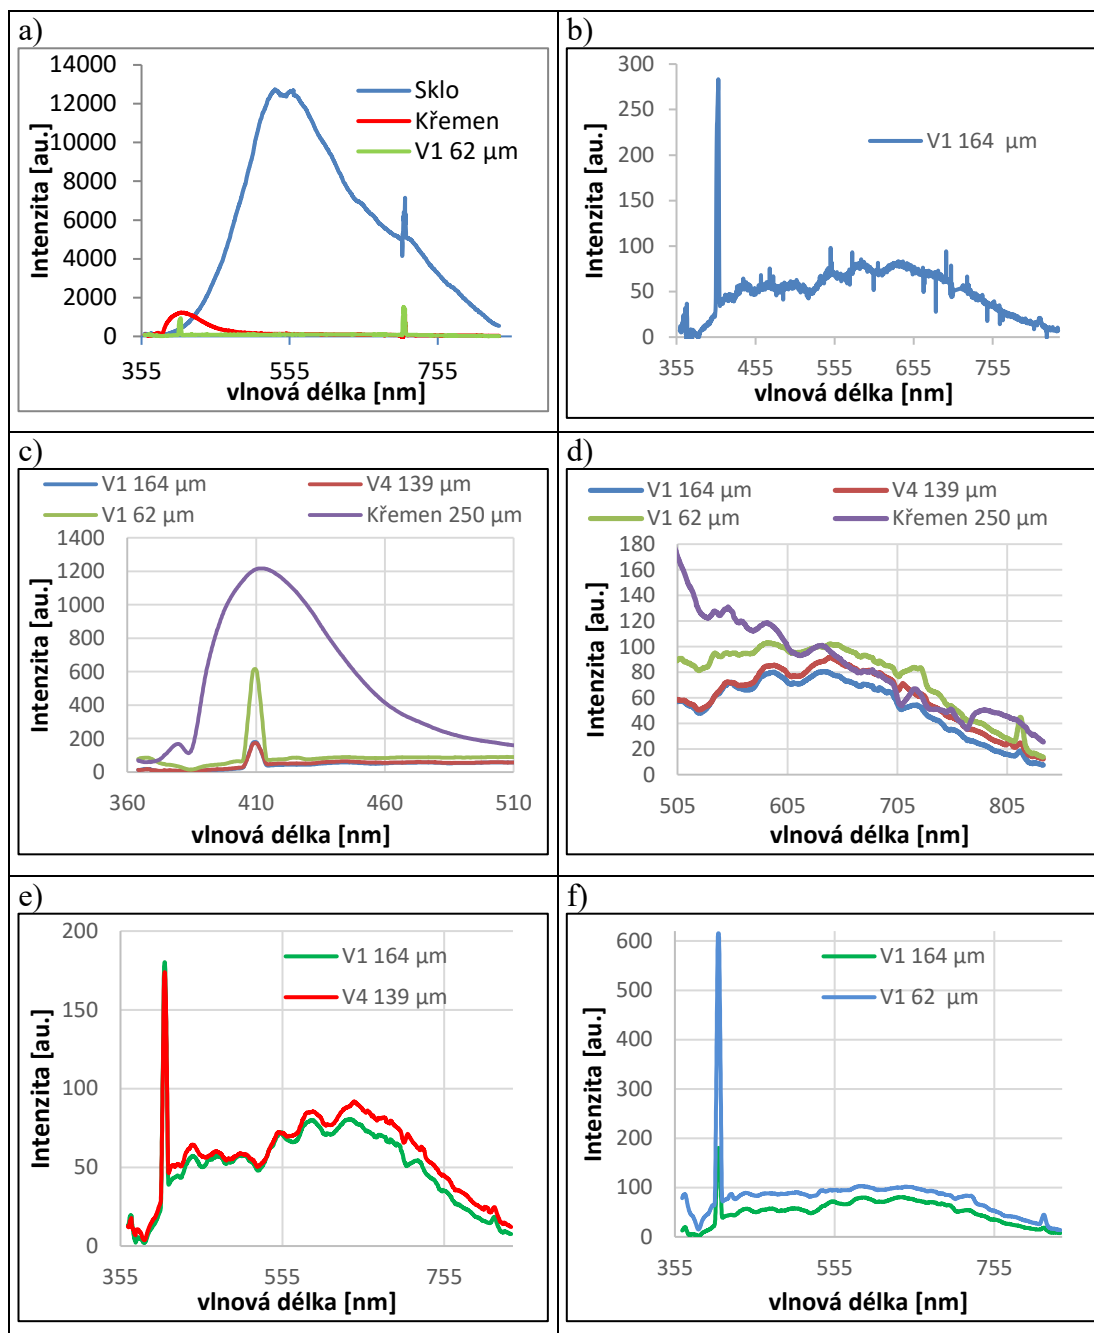 a)
14000
12000
10000
8000
6000
4000
2000
0
Intenzita [au.]
Sklo
Křemen
V1 62 µm
355 555 755
vlnová délka [nm]
b)
300
250
200
150
100
50
0
Intenzita [au.]
V1 164 µm
355 455 555 655 755
vlnová délka [nm]
c)
V1 164 µm V4 139 µm
V1 62 µm Křemen 250 µm
1400
1200
1000
800
600
400
200
0
Intenzita [au.]
360 410 460 510
vlnová délka [nm]
d)
V1 164 µm V4 139 µm
V1 62 µm Křemen 250 µm
180
160
140
120
100
80
60
40
20
0
Intenzita [au.]
505 605 705 805
vlnová délka [nm]
e)
200
150
100
50
0
Intenzita [au.]
V1 164 µm
V4 139 µm
355 555 755
vlnová délka [nm]
f)
600
500
400
300
200
100
0
Intenzita [au.]
V1 164 µm
V1 62 µm
355 555 755
vlnová délka [nm]